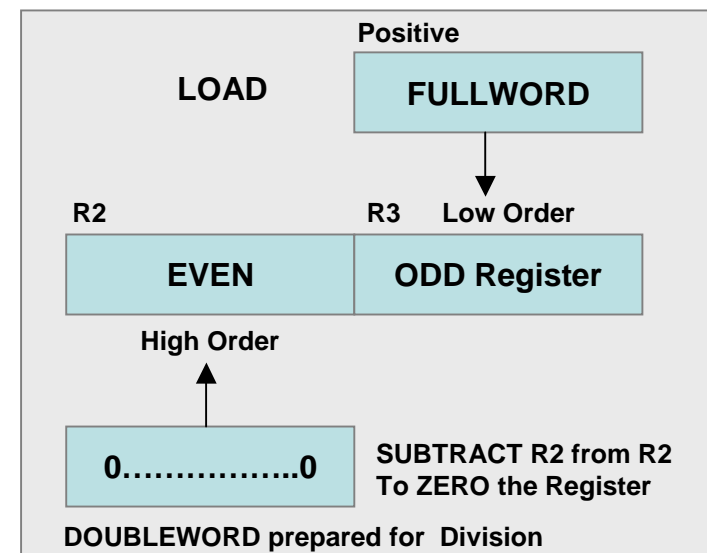 Positive
LOAD
FULLWORD
R2
R3 Low Order
EVEN
ODD Register
High Order
0……………..0
SUBTRACT R2 from R2
To ZERO the Register
DOUBLEWORD prepared for Division